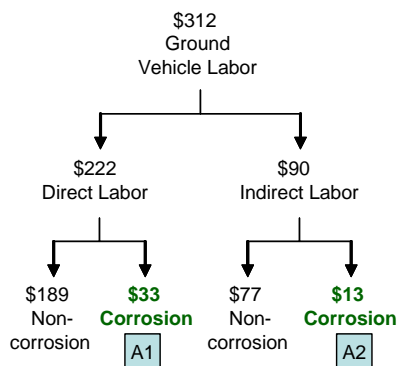 $312
Ground
Vehicle Labor
$222
Direct Labor
$90
Indirect Labor
$189
Non-
corrosion
$33
Corrosion
A1
$77
Non-
corrosion
$13
Corrosion
A2